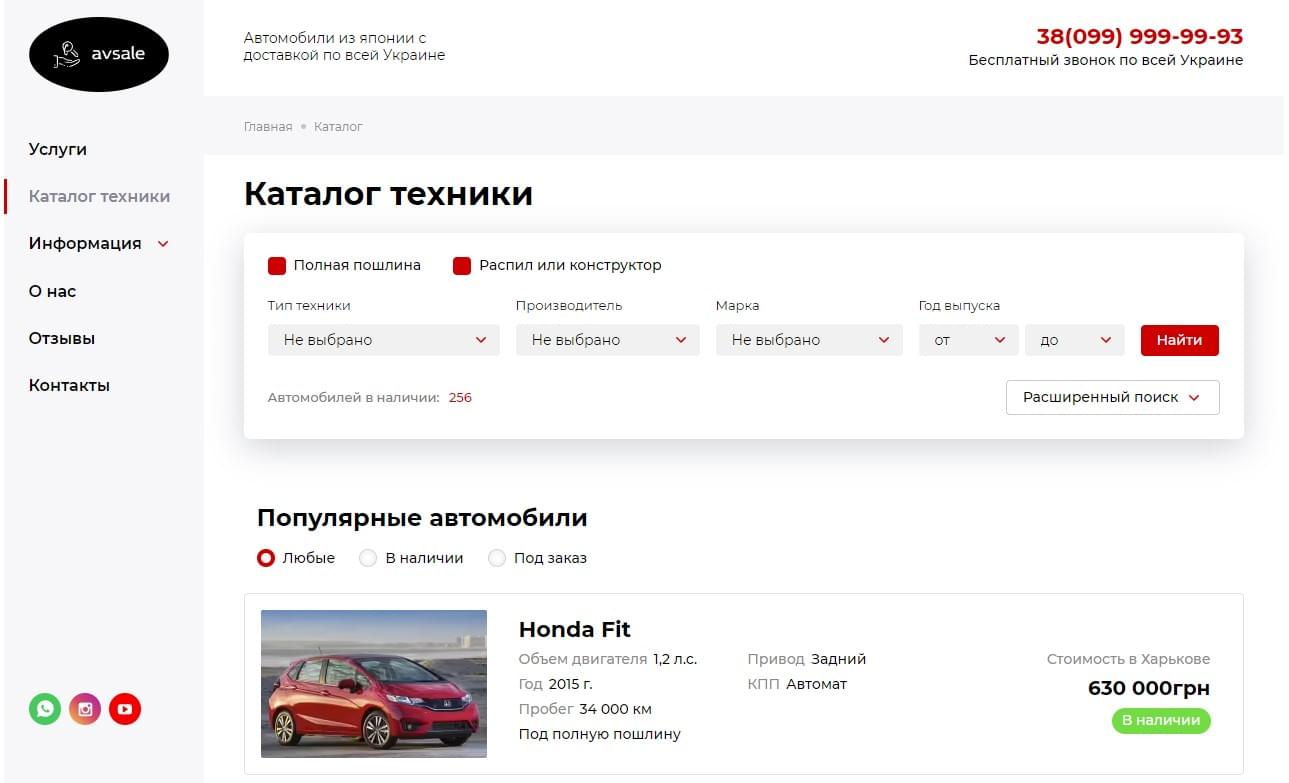 avsale
Автомобили из японии с
доставкой по всей Украине
38(099) 999-99-93
Бесплатный звонок по всей Украине
Главная • Каталог
Услуги
Каталог техники
Информация
О нас
Отзывы
Контакты
Каталог техники
Полная пошлина Распил или конструктор
Тип техники Производитель Марка Год выпуска
Не выбрано Не выбрано Не выбрано от до Найти
Автомобилей в наличии: 256 Расширенный поиск
Популярные автомобили
Любые В наличии Под заказ
Honda Fit
Объем двигателя 1,2 л.с. Привод Задний Стоимость в Харькове
Год 2015 г. КПП Автомат 630 000грн
Пробег 34 000 км В наличии
Под полную пошлину